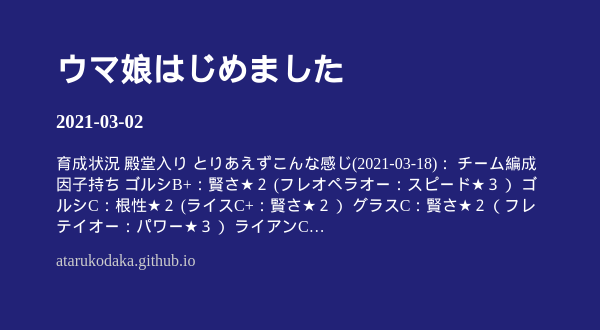 ウマ娘はじめました
2021-03-02
育成状況 殿堂入り とりあえずこんな感じ(2021-03-18)： チーム編成
因子持ち ゴルシB+：賢さ★２ (フレオペラオー：スピード★３） ゴ
ルシC：根性★２ (ライスC+：賢さ★２） グラスC：賢さ★２ ( フレ
テイオー：パワー★３） ライアンC…
atarukodaka.github.io